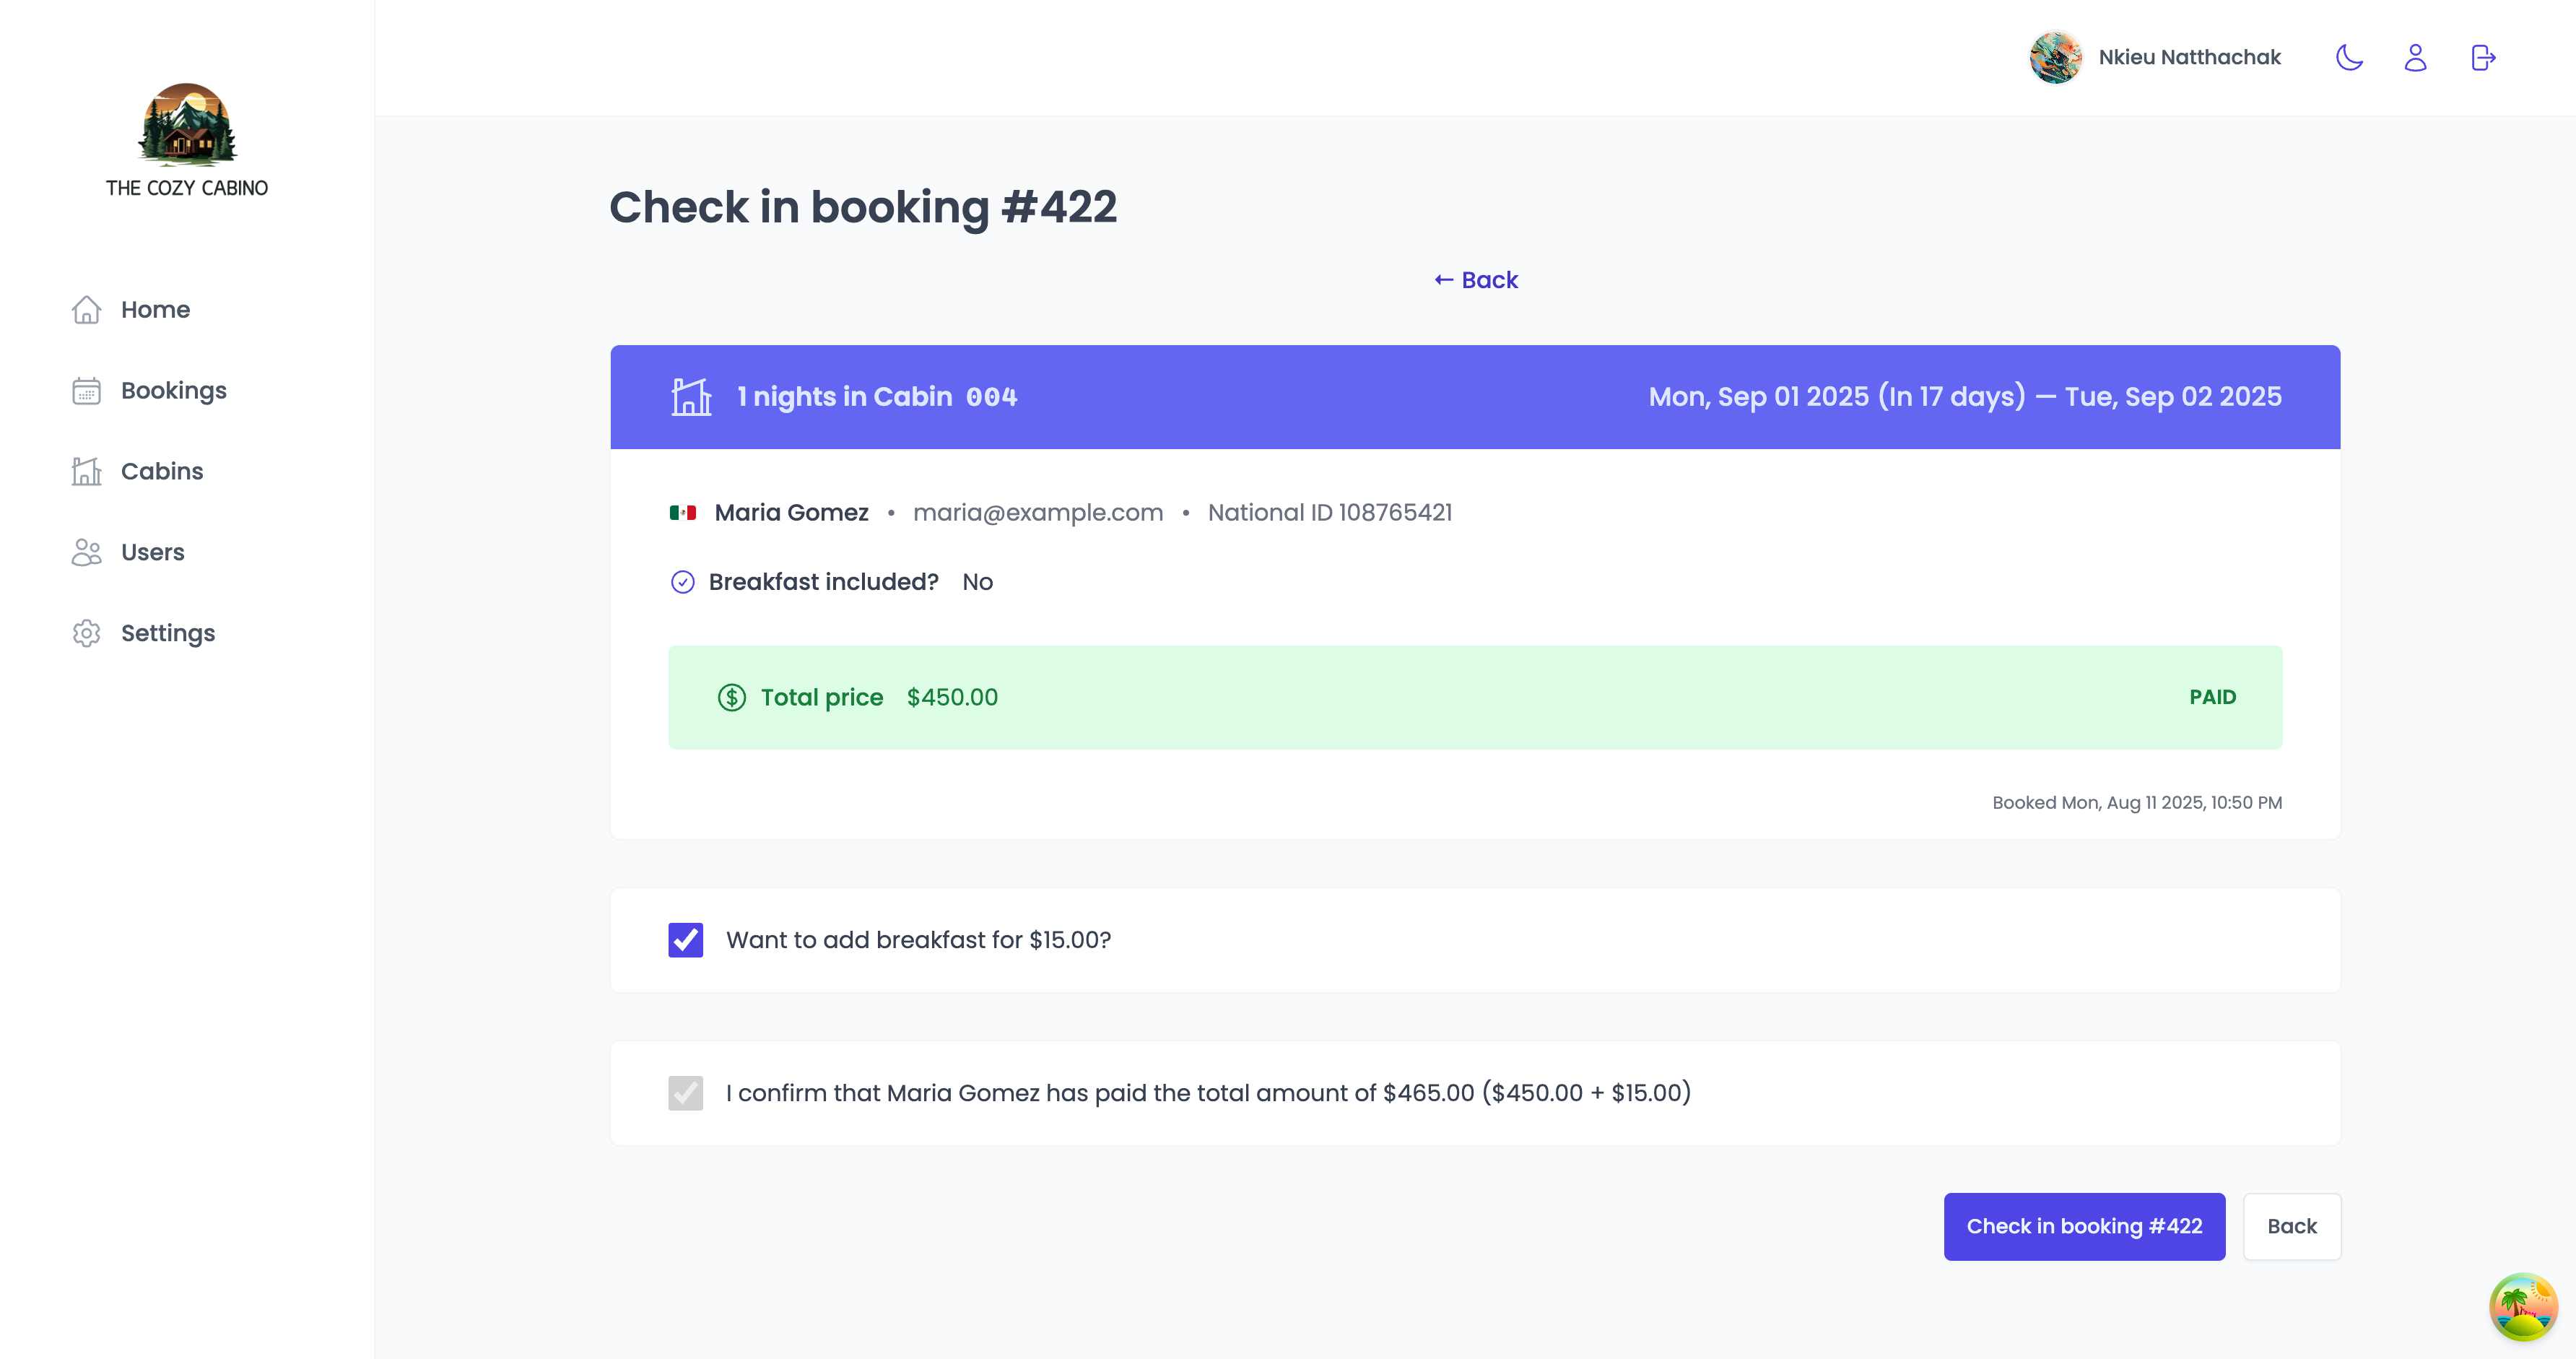 THE COZY CABINO
Home
Bookings
Cabins
Users
Settings
Nkieu Natthachak
Check in booking #422
← Back
1 nights in Cabin 004
Mon, Sep 01 2025 (In 17 days) — Tue, Sep 02 2025
Maria Gomez • maria@example.com • National ID 108765421
Breakfast included? No
Total price $450.00
PAID
Booked Mon, Aug 11 2025, 10:50 PM
Want to add breakfast for $15.00?
I confirm that Maria Gomez has paid the total amount of $465.00 ($450.00 + $15.00)
Check in booking #422
Back